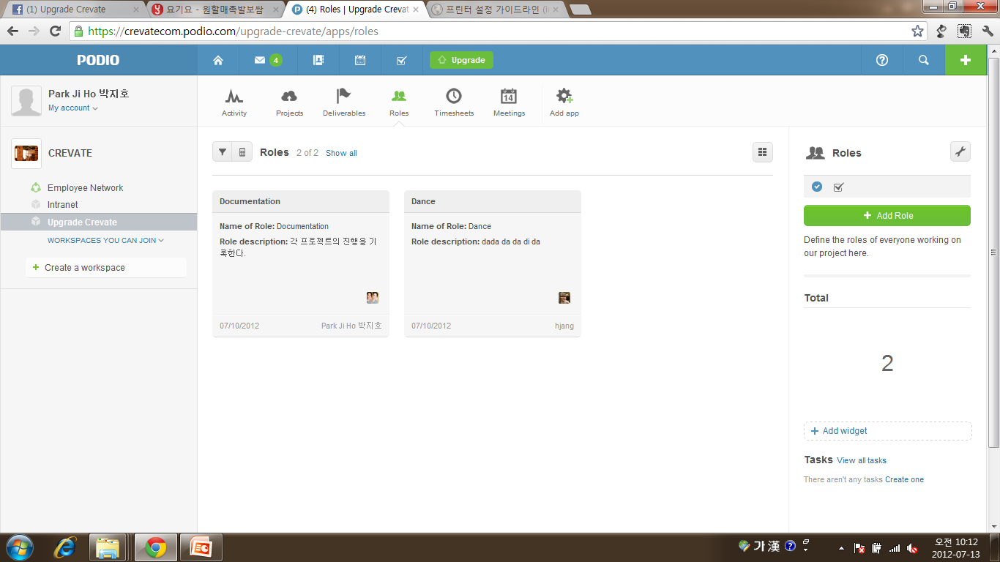 (1) Upgrade Crevate
요기요 - 원할매족발보쌈
(4) Roles | Upgrade Crevat
프린터 설정 가이드라인 (i
https://crevatecom.podio.com/upgrade-crevate/apps/roles
PODIO
4
Upgrade
Park Ji Ho 박지호
My account
CREVATE
Employee Network
Intranet
Upgrade Crevate
WORKSPACES YOU CAN JOIN
Create a workspace
Activity
Projects
Deliverables
Roles
Timesheets
14
Meetings
Add app
Roles 2 of 2 Show all
Documentation
Name of Role: Documentation
Role description: 각 프로젝트의 진행을 기
록한다.
07/10/2012 Park Ji Ho 박지호
Dance
Name of Role: Dance
Role description: dada da da di da
07/10/2012 hjang
Roles
Add Role
Define the roles of everyone working on
our project here.
Total
2
Add widget
Tasks View all tasks
There aren't any tasks Create one
가 漢
오전 10:12
2012-07-13